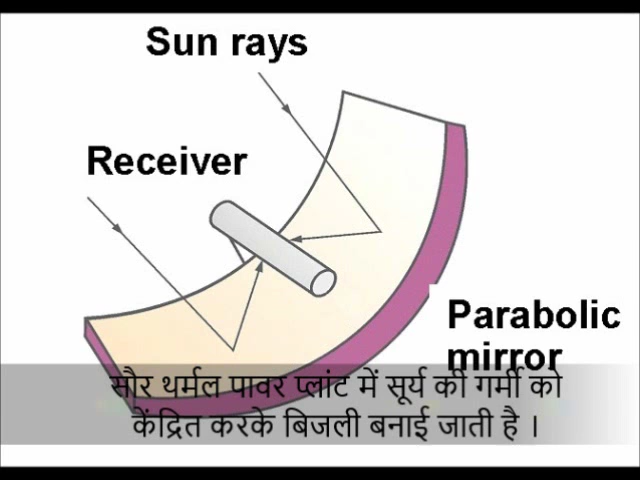 Sun rays
Receiver
Parabolic
mirror
सौर थर्मल पावर प्लांट में सूर्य की गर्मी को
केंद्रित करके बिजली बनाई जाती है ।